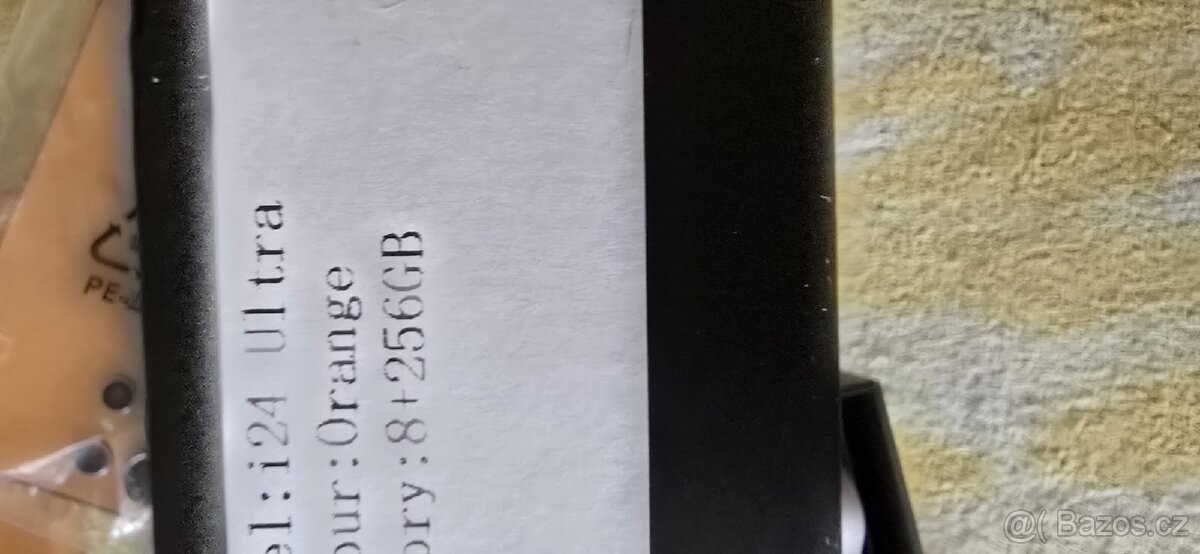 el:i24 Ultra
our:Orange
ory:8+256GB
PE-
@( Bazos.cz